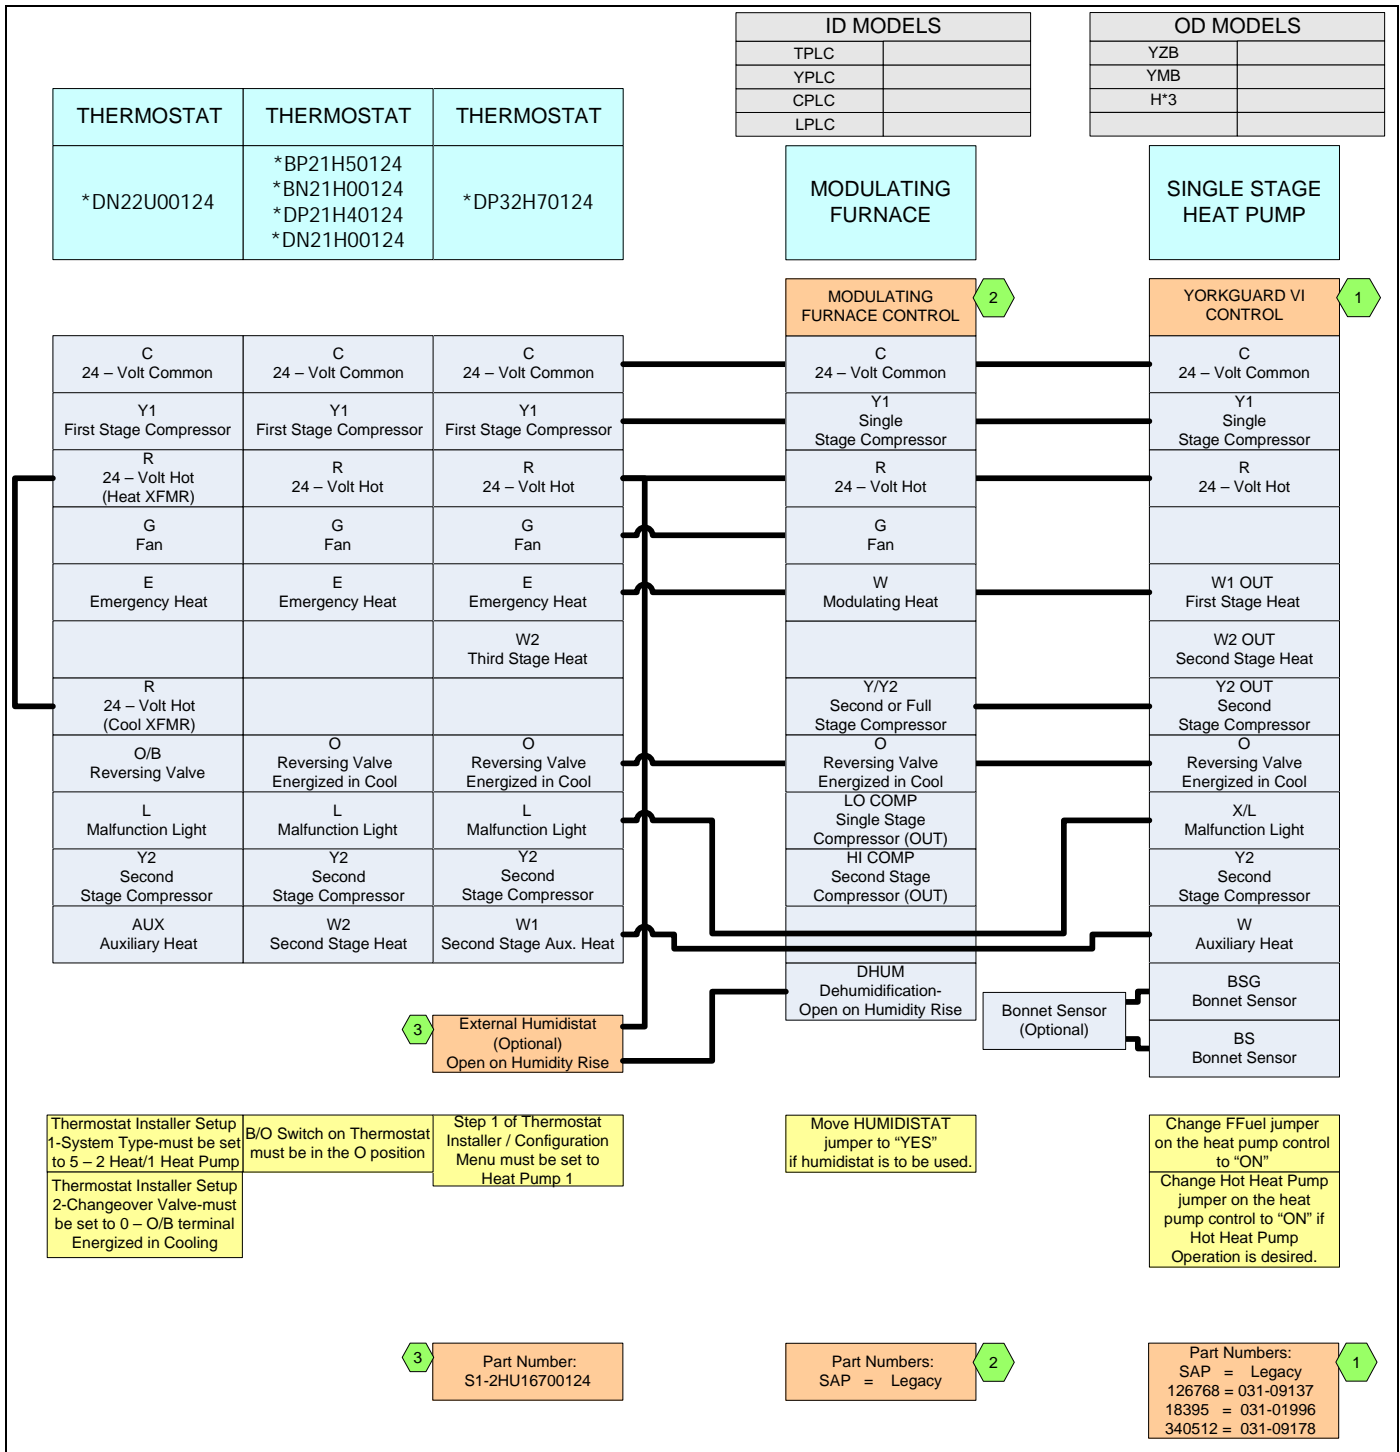 ID MODELS
TPLC
YPLC
CPLC
LPLC
OD MODELS
YZB
YMB
H*3
THERMOSTAT
*DN22U00124
THERMOSTAT
*BP21H50124
*BN21H00124
*DP21H40124
*DN21H00124
THERMOSTAT
*DP32H70124
MODULATING
FURNACE
SINGLE STAGE
HEAT PUMP
MODULATING
FURNACE CONTROL
2
YORKGUARD VI
CONTROL
1
C
24 – Volt Common
C
24 – Volt Common
C
24 – Volt Common
C
24 – Volt Common
C
24 – Volt Common
Y1
First Stage Compressor
Y1
First Stage Compressor
Y1
First Stage Compressor
Y1
Single
Stage Compressor
Y1
Single
Stage Compressor
R
24 – Volt Hot
(Heat XFMR)
R
24 – Volt Hot
R
24 – Volt Hot
R
24 – Volt Hot
R
24 – Volt Hot
G
Fan
G
Fan
G
Fan
G
Fan
E
Emergency Heat
E
Emergency Heat
E
Emergency Heat
W
Modulating Heat
W1 OUT
First Stage Heat
W2
Third Stage Heat
W2 OUT
Second Stage Heat
R
24 – Volt Hot
(Cool XFMR)
Y/Y2
Second or Full
Stage Compressor
Y2 OUT
Second
Stage Compressor
O/B
Reversing Valve
O
Reversing Valve
Energized in Cool
O
Reversing Valve
Energized in Cool
O
Reversing Valve
Energized in Cool
O
Reversing Valve
Energized in Cool
L
Malfunction Light
L
Malfunction Light
L
Malfunction Light
LO COMP
Single Stage
Compressor (OUT)
X/L
Malfunction Light
Y2
Second
Stage Compressor
Y2
Second
Stage Compressor
Y2
Second
Stage Compressor
HI COMP
Second Stage
Compressor (OUT)
Y2
Second
Stage Compressor
AUX
Auxiliary Heat
W2
Second Stage Heat
W1
Second Stage Aux. Heat
W
Auxiliary Heat
DHUM
Dehumidification-
Open on Humidity Rise
Bonnet Sensor
(Optional)
BSG
Bonnet Sensor
BS
Bonnet Sensor
3
External Humidistat
(Optional)
Open on Humidity Rise
Thermostat Installer Setup
1-System Type-must be set
to 5 – 2 Heat/1 Heat Pump
Thermostat Installer Setup
2-Changeover Valve-must
be set to 0 – O/B terminal
Energized in Cooling
B/O Switch on Thermostat
must be in the O position
Step 1 of Thermostat
Installer / Configuration
Menu must be set to
Heat Pump 1
Move HUMIDISTAT
jumper to “YES”
if humidistat is to be used.
Change FFuel jumper
on the heat pump control
to “ON”
Change Hot Heat Pump
jumper on the heat
pump control to “ON” if
Hot Heat Pump
Operation is desired.
3
Part Number:
S1-2HU16700124
Part Numbers:
SAP = Legacy
2
Part Numbers:
SAP = Legacy
126768 = 031-09137
18395 = 031-01996
340512 = 031-09178
1